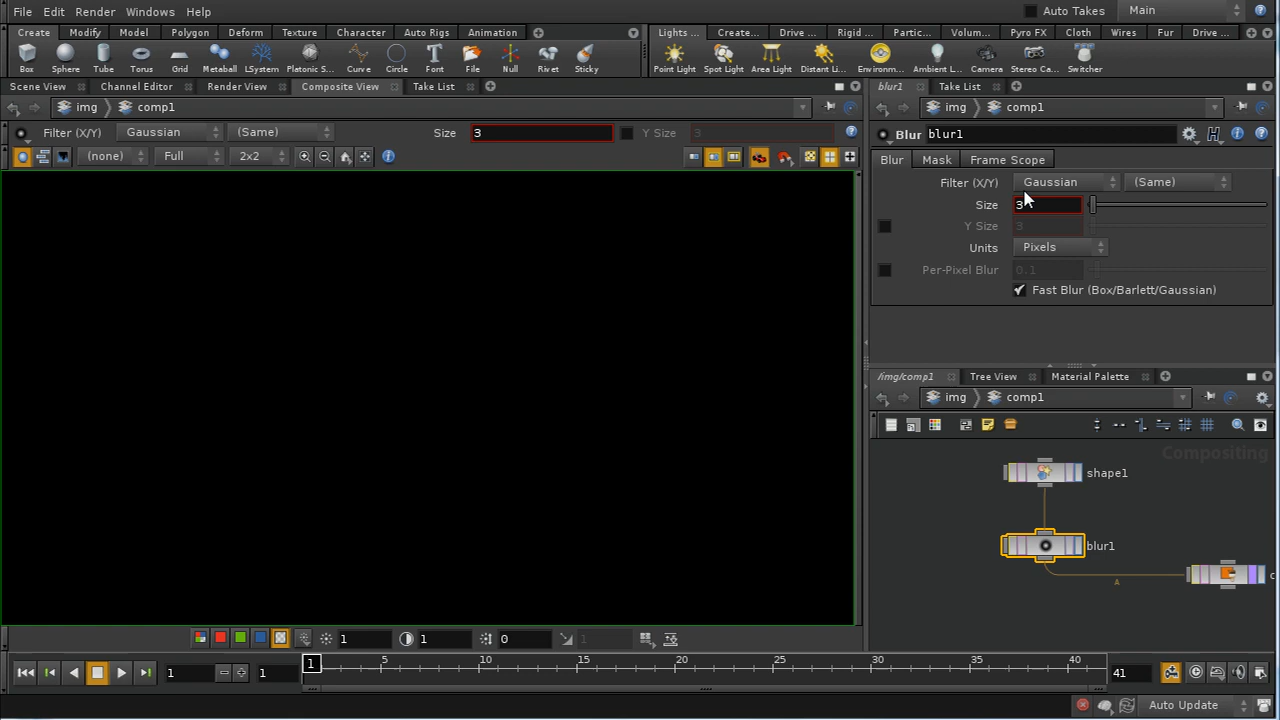 File Edit Render Windows Help Auto Takes Main
Create Modify Model Polygon Deform Texture Character Auto Rigs Animation Lights ... Create... Drive ... Rigid ... Partic... Volum... Pyro FX Cloth Wires Fur Drive ...
Box Sphere Tube Torus Grid Metaball LSystem Platonic S... Curve Circle Font File Null Rivet Sticky Point Light Spot Light Area Light Distant Li... Environm... Ambient L... Camera Stereo Ca... Switcher
Scene View Channel Editor Render View Composite View Take List blur1 Take List
img comp1 img comp1
Filter (X/Y) Gaussian (Same) Size 3 Y Size 3 Blur blur1
(none) Full 2x2 Blur Mask Frame Scope
Filter (X/Y) Gaussian (Same)
Size 3
Y Size 3
Units Pixels
Per-Pixel Blur 0.1
Fast Blur (Box/Barlett/Gaussian)
/img/comp1 Tree View Material Palette
img comp1
Compositing
shape1
blur1
A
1 1 0 1
1 1 1 5 10 15 20 25 30 35 40 41
Auto Update